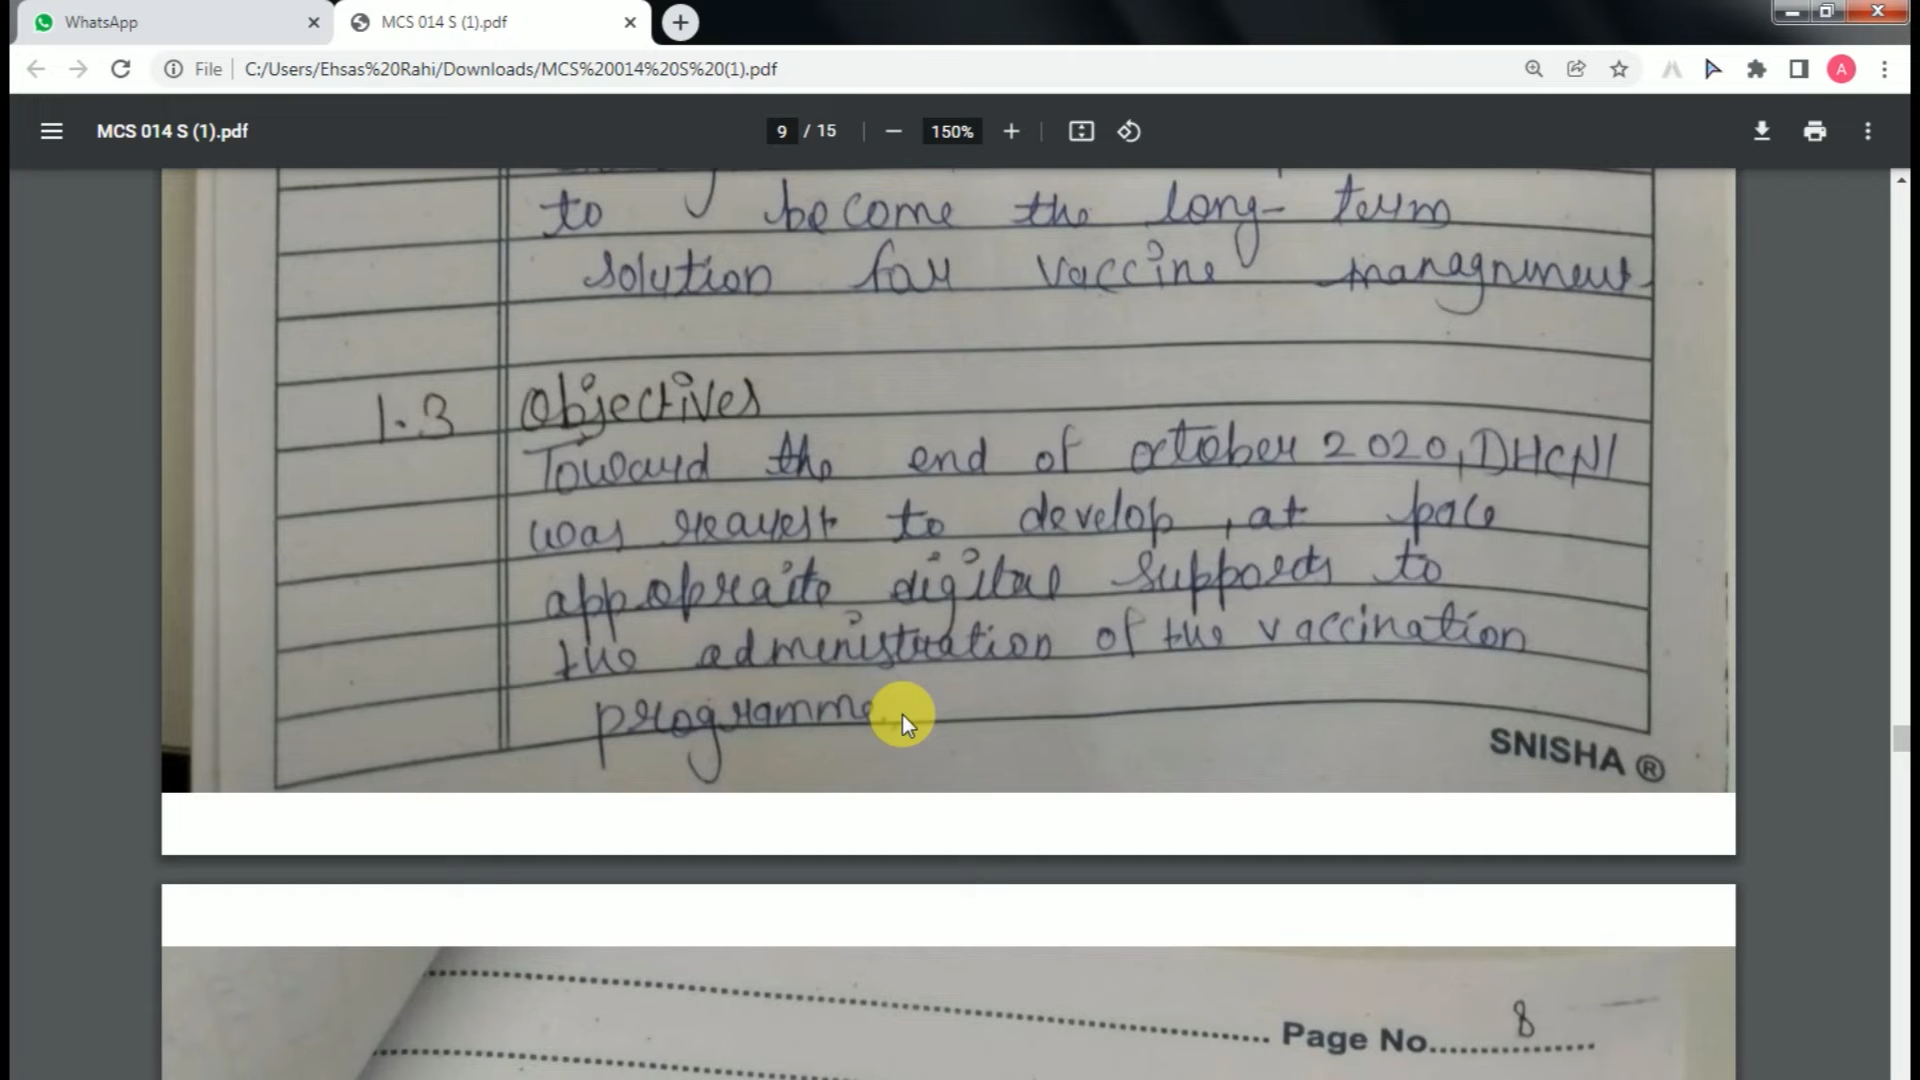 WhatsApp
MCS 014 S (1).pdf
File
C:/Users/Ehsas%20Rahi/Downloads/MCS%20014%20S%20(1).pdf
A
MCS 014 S (1).pdf
9 / 15
150%
to become the long- term
solution for vaccine managnment
1.3 Objectives
Toward the end of october 2020, DHCNI
was request to develop, at pace
appopraite digital supports to
the administration of the vaccination
programme.
SNISHA ®
Page No. 8